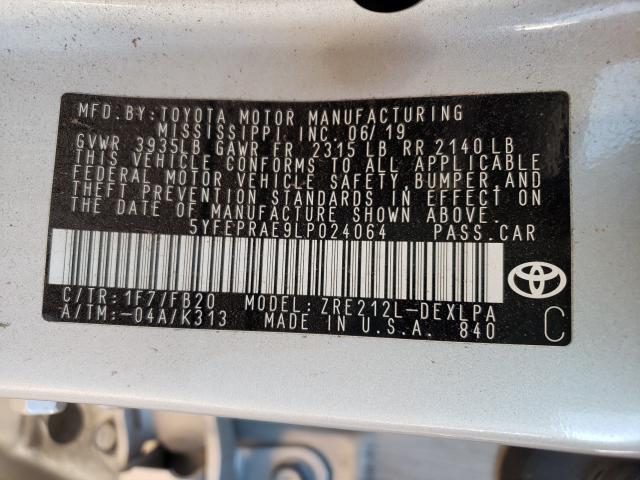 MFD. BY: TOYOTA MOTOR MANUFACTURING
MISSISSIPPI, INC. 06/19
GVWR 3935LB GAWR FR 2315 LB RR 2140 LB
THIS VEHICLE CONFORMS TO ALL APPLICABLE
FEDERAL MOTOR VEHICLE SAFETY, BUMPER, AND
THEFT PREVENTION STANDARDS IN EFFECT ON
THE DATE OF MANUFACTURE SHOWN ABOVE.
5YFEPRAE9LP024064 PASS. CAR
C/TR: 1F7/FB20 MODEL: ZRE212L-DEXLPA
A/TM: -04A/K313 MADE IN U.S.A. 840 C